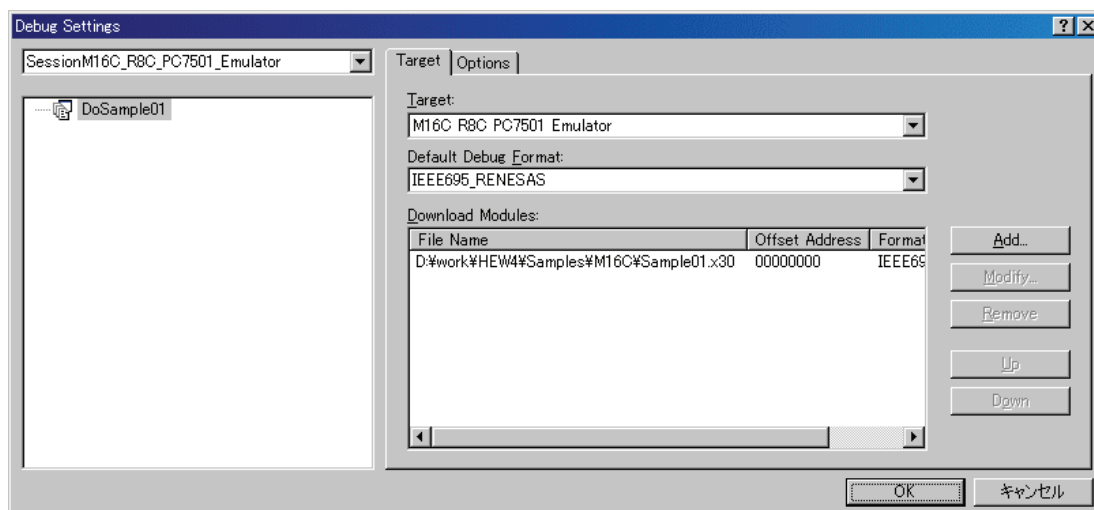 Debug Settings
SessionM16C_R8C_PC7501_Emulator
DoSample01
Target
Options
Target:
M16C R8C PC7501 Emulator
Default Debug Format:
IEEE695_RENESAS
Download Modules:
File Name Offset Address Format
D:¥work¥HEW4¥Samples¥M16C¥Sample01.x30 00000000 IEEE69
Add...
Modify...
Remove
Up
Down
OK
キャンセル